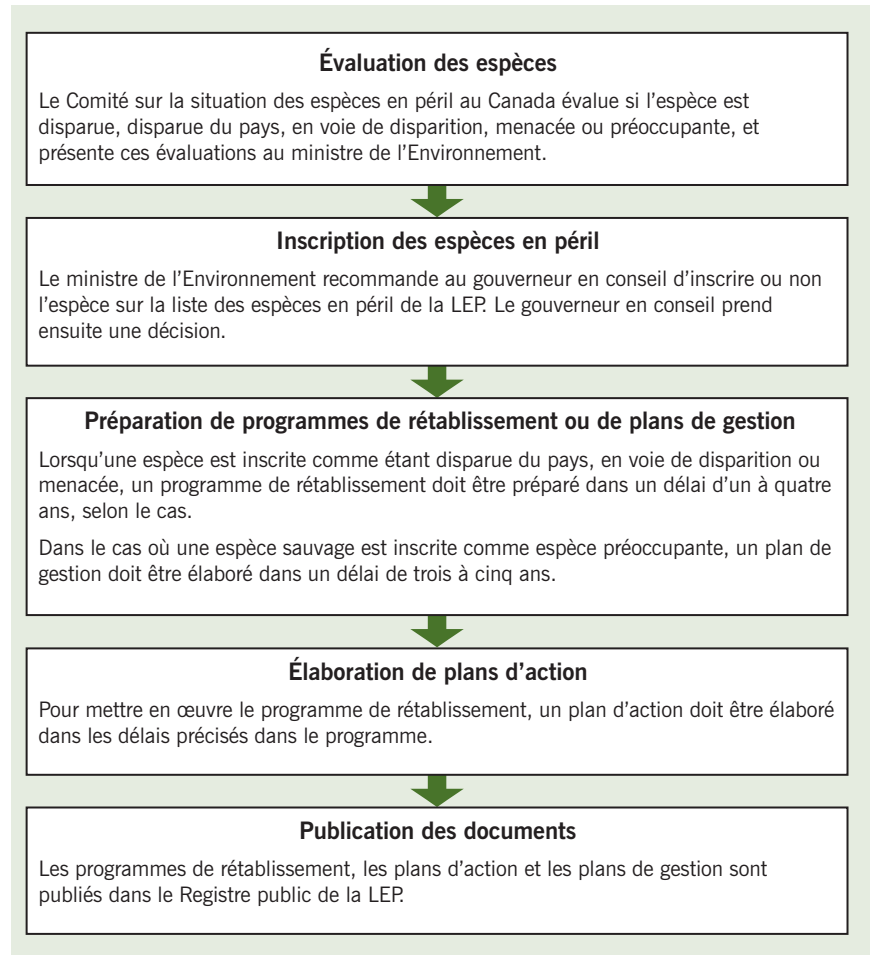 Évaluation des espèces
Le Comité sur la situation des espèces en péril au Canada évalue si l’espèce est
disparue, disparue du pays, en voie de disparition, menacée ou préoccupante, et
présente ces évaluations au ministre de l’Environnement.
Inscription des espèces en péril
Le ministre de l’Environnement recommande au gouverneur en conseil d’inscrire ou non
l’espèce sur la liste des espèces en péril de la LEP. Le gouverneur en conseil prend
ensuite une décision.
Préparation de programmes de rétablissement ou de plans de gestion
Lorsqu’une espèce est inscrite comme étant disparue du pays, en voie de disparition ou
menacée, un programme de rétablissement doit être préparé dans un délai d’un à quatre
ans, selon le cas.
Dans le cas où une espèce sauvage est inscrite comme espèce préoccupante, un plan de
gestion doit être élaboré dans un délai de trois à cinq ans.
Élaboration de plans d’action
Pour mettre en œuvre le programme de rétablissement, un plan d’action doit être élaboré
dans les délais précisés dans le programme.
Publication des documents
Les programmes de rétablissement, les plans d’action et les plans de gestion sont
publiés dans le Registre public de la LEP.